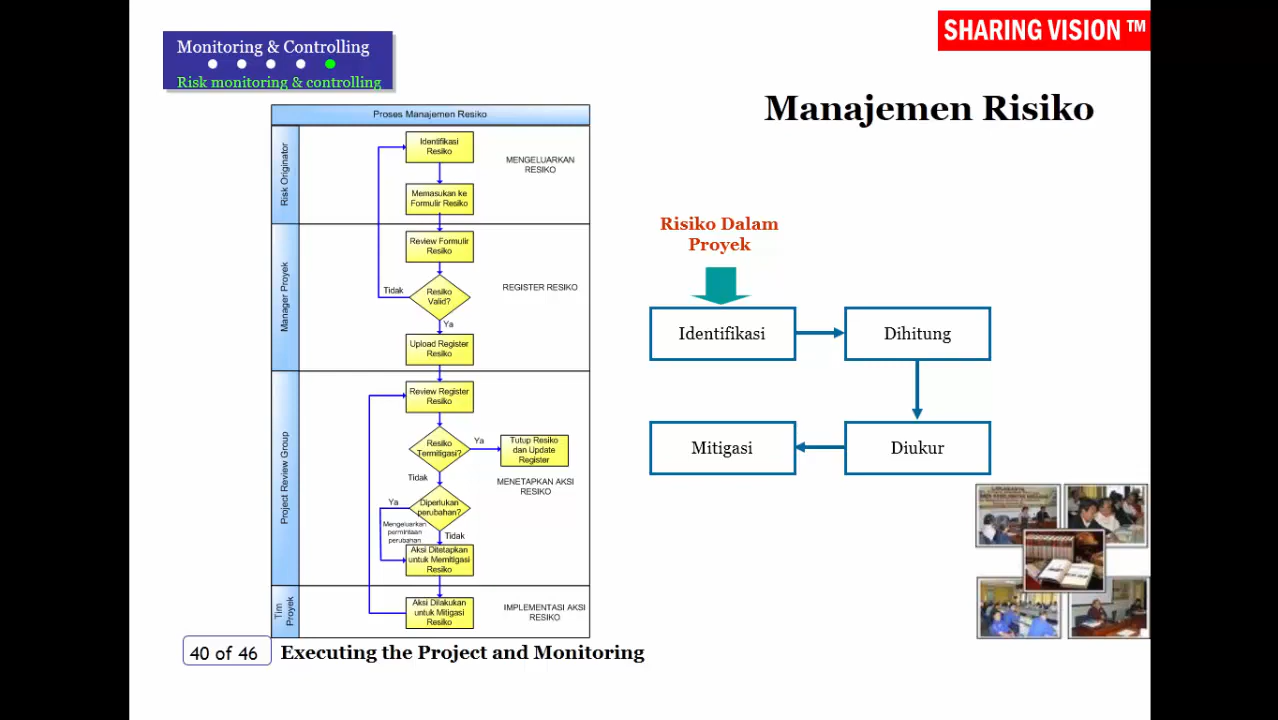 SHARING VISION ™
Monitoring & Controlling
Risk monitoring & controlling
Manajemen Risiko
Proses Manajemen Resiko
Risk Originator
Identifikasi
Resiko
MENGELUARKAN
RESIKO
Memasukan ke
Formulir Resiko
Manager Proyek
Review Formulir
Resiko
Tidak
Resiko
Valid?
REGISTER RESIKO
Ya
Upload Register
Resiko
Project Review Group
Review Register
Resiko
Resiko
Termitigasi?
Ya
Tutup Resiko
dan Update
Register
Tidak
MENETAPKAN AKSI
RESIKO
Ya
Diperlukan
perubahan?
Mengeluarkan
permintaan
perubahan
Tidak
Aksi Ditetapkan
untuk Memitigasi
Resiko
Tim
Proyek
Aksi Dilakukan
untuk Mitigasi
Resiko
IMPLEMENTASI AKSI
RESIKO
Risiko Dalam
Proyek
Identifikasi
Dihitung
Mitigasi
Diukur
40 of 46
Executing the Project and Monitoring